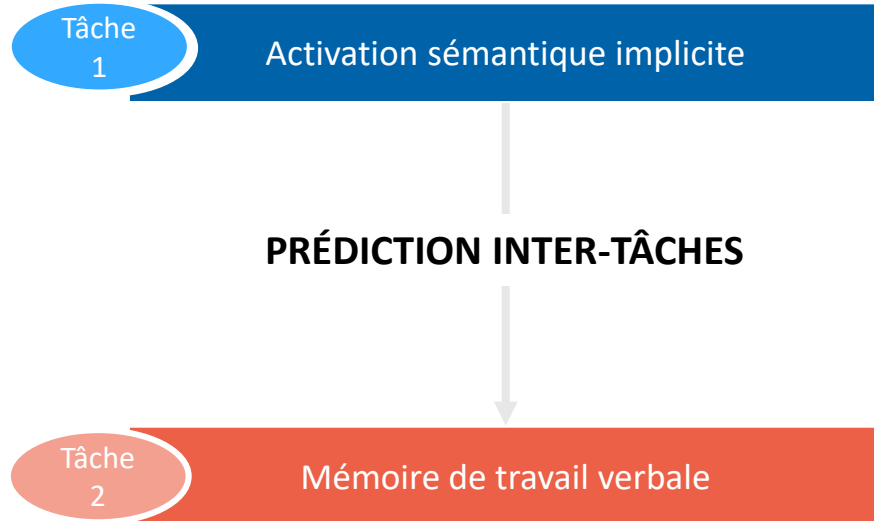 Tâche
1
Activation sémantique implicite
PRÉDICTION INTER-TÂCHES
Tâche
2
Mémoire de travail verbale